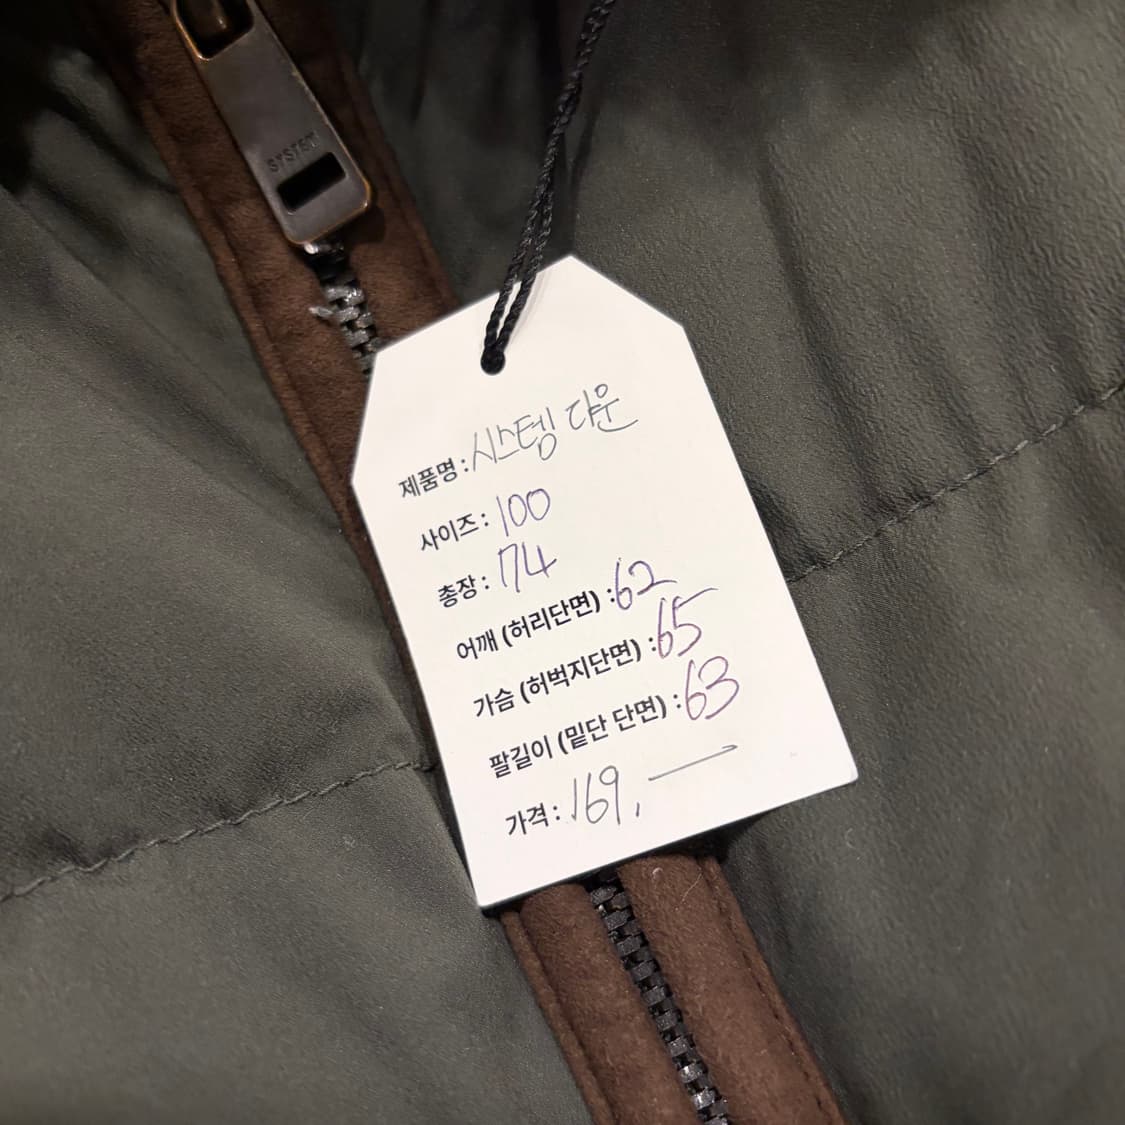 SYSTEM
제품명 : 시스템 다운
사이즈 : 100
총장 : 74
어깨 (허리단면) : 62
가슴 (허벅지단면) : 65
팔길이 (밑단 단면) : 63
가격 : 169, —